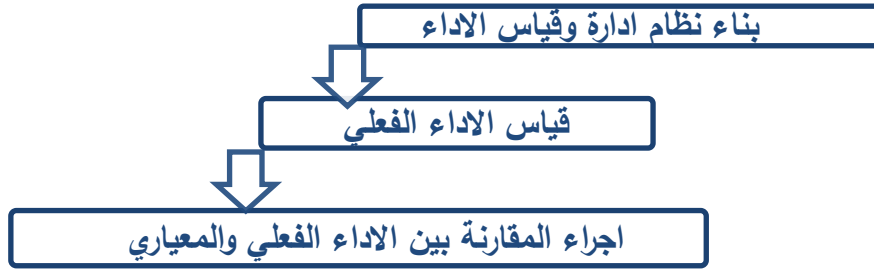 بناء نظام ادارة وقياس الاداء
قياس الاداء الفعلي
اجراء المقارنة بين الاداء الفعلي والمعياري